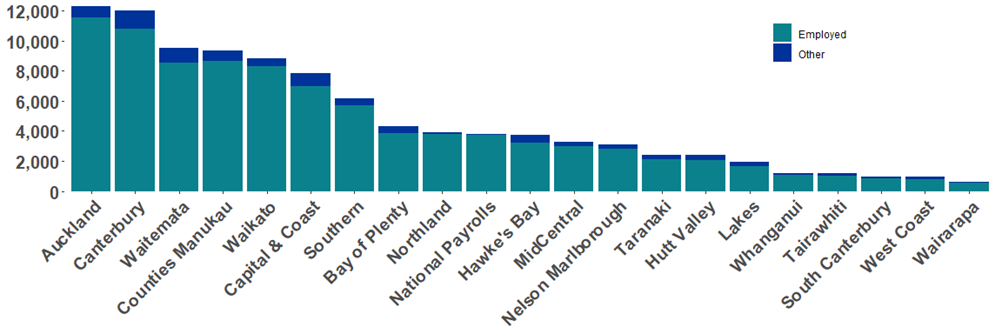 12,000
10,000
8,000
6,000
4,000
2,000
0
Employed
Other
Auckland
Canterbury
Waitemata
Counties Manukau
Waikato
Capital & Coast
Southern
Bay of Plenty
Northland
National Payrolls
Hawke's Bay
MidCentral
Nelson Marlborough
Taranaki
Hutt Valley
Lakes
Whanganui
Tairawhiti
South Canterbury
West Coast
Wairarapa